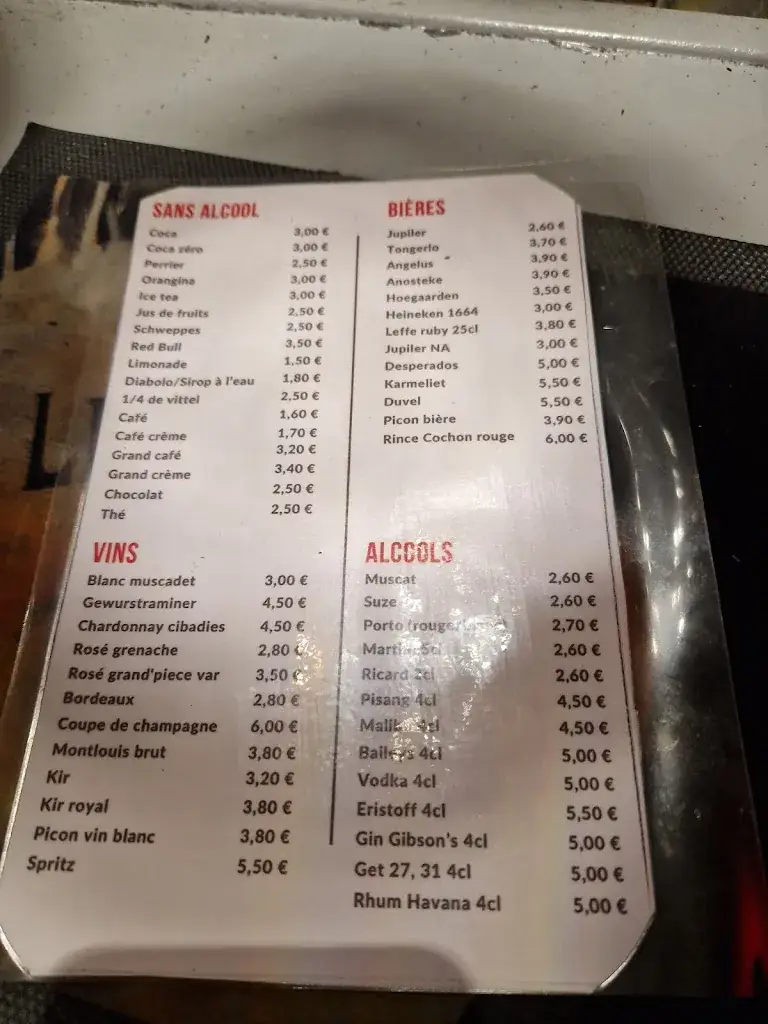 SANS ALCOOL
Coca 3,00 €
Coca zéro 3,00 €
Perrier 2,50 €
Orangina 3,00 €
Ice tea 3,00 €
Jus de fruits 2,50 €
Schweppes 2,50 €
Red Bull 3,50 €
Limonade 1,50 €
Diabolo/Sirop à l'eau 1,80 €
1/4 de vittel 2,50 €
Café 1,60 €
Café crème 1,70 €
Grand café 3,20 €
Grand crème 3,40 €
Chocolat 2,50 €
Thé 2,50 €
BIÈRES
Jupiler 2,60 €
Tongerlo 3,70 €
Angelus 3,90 €
Anosteke 3,90 €
Hoegaarden 3,50 €
Heineken 1664 3,00 €
Leffe ruby 25cl 3,80 €
Jupiler NA 3,00 €
Desperados 5,00 €
Karmeliet 5,50 €
Duvel 5,50 €
Picon bière 3,90 €
Rince Cochon rouge 6,00 €
VINS
Blanc muscadet 3,00 €
Gewurstraminer 4,50 €
Chardonnay cibadies 4,50 €
Rosé grenache 2,80 €
Rosé grand'piece var 3,50 €
Bordeaux 2,80 €
Coupe de champagne 6,00 €
Montlouis brut 3,80 €
Kir 3,20 €
Kir royal 3,80 €
Picon vin blanc 3,80 €
Spritz 5,50 €
ALCOOLS
Muscat 2,60 €
Suze 2,60 €
Porto (rouge/ 2,70 €
2,60 €
Ricard 2cl 2,60 €
Pisang 4cl 4,50 €
4,50 €
Baileys 4cl 5,00 €
Vodka 4cl 5,00 €
Eristoff 4cl 5,50 €
Gin Gibson's 4cl 5,00 €
Get 27, 31 4cl 5,00 €
Rhum Havana 4cl 5,00 €